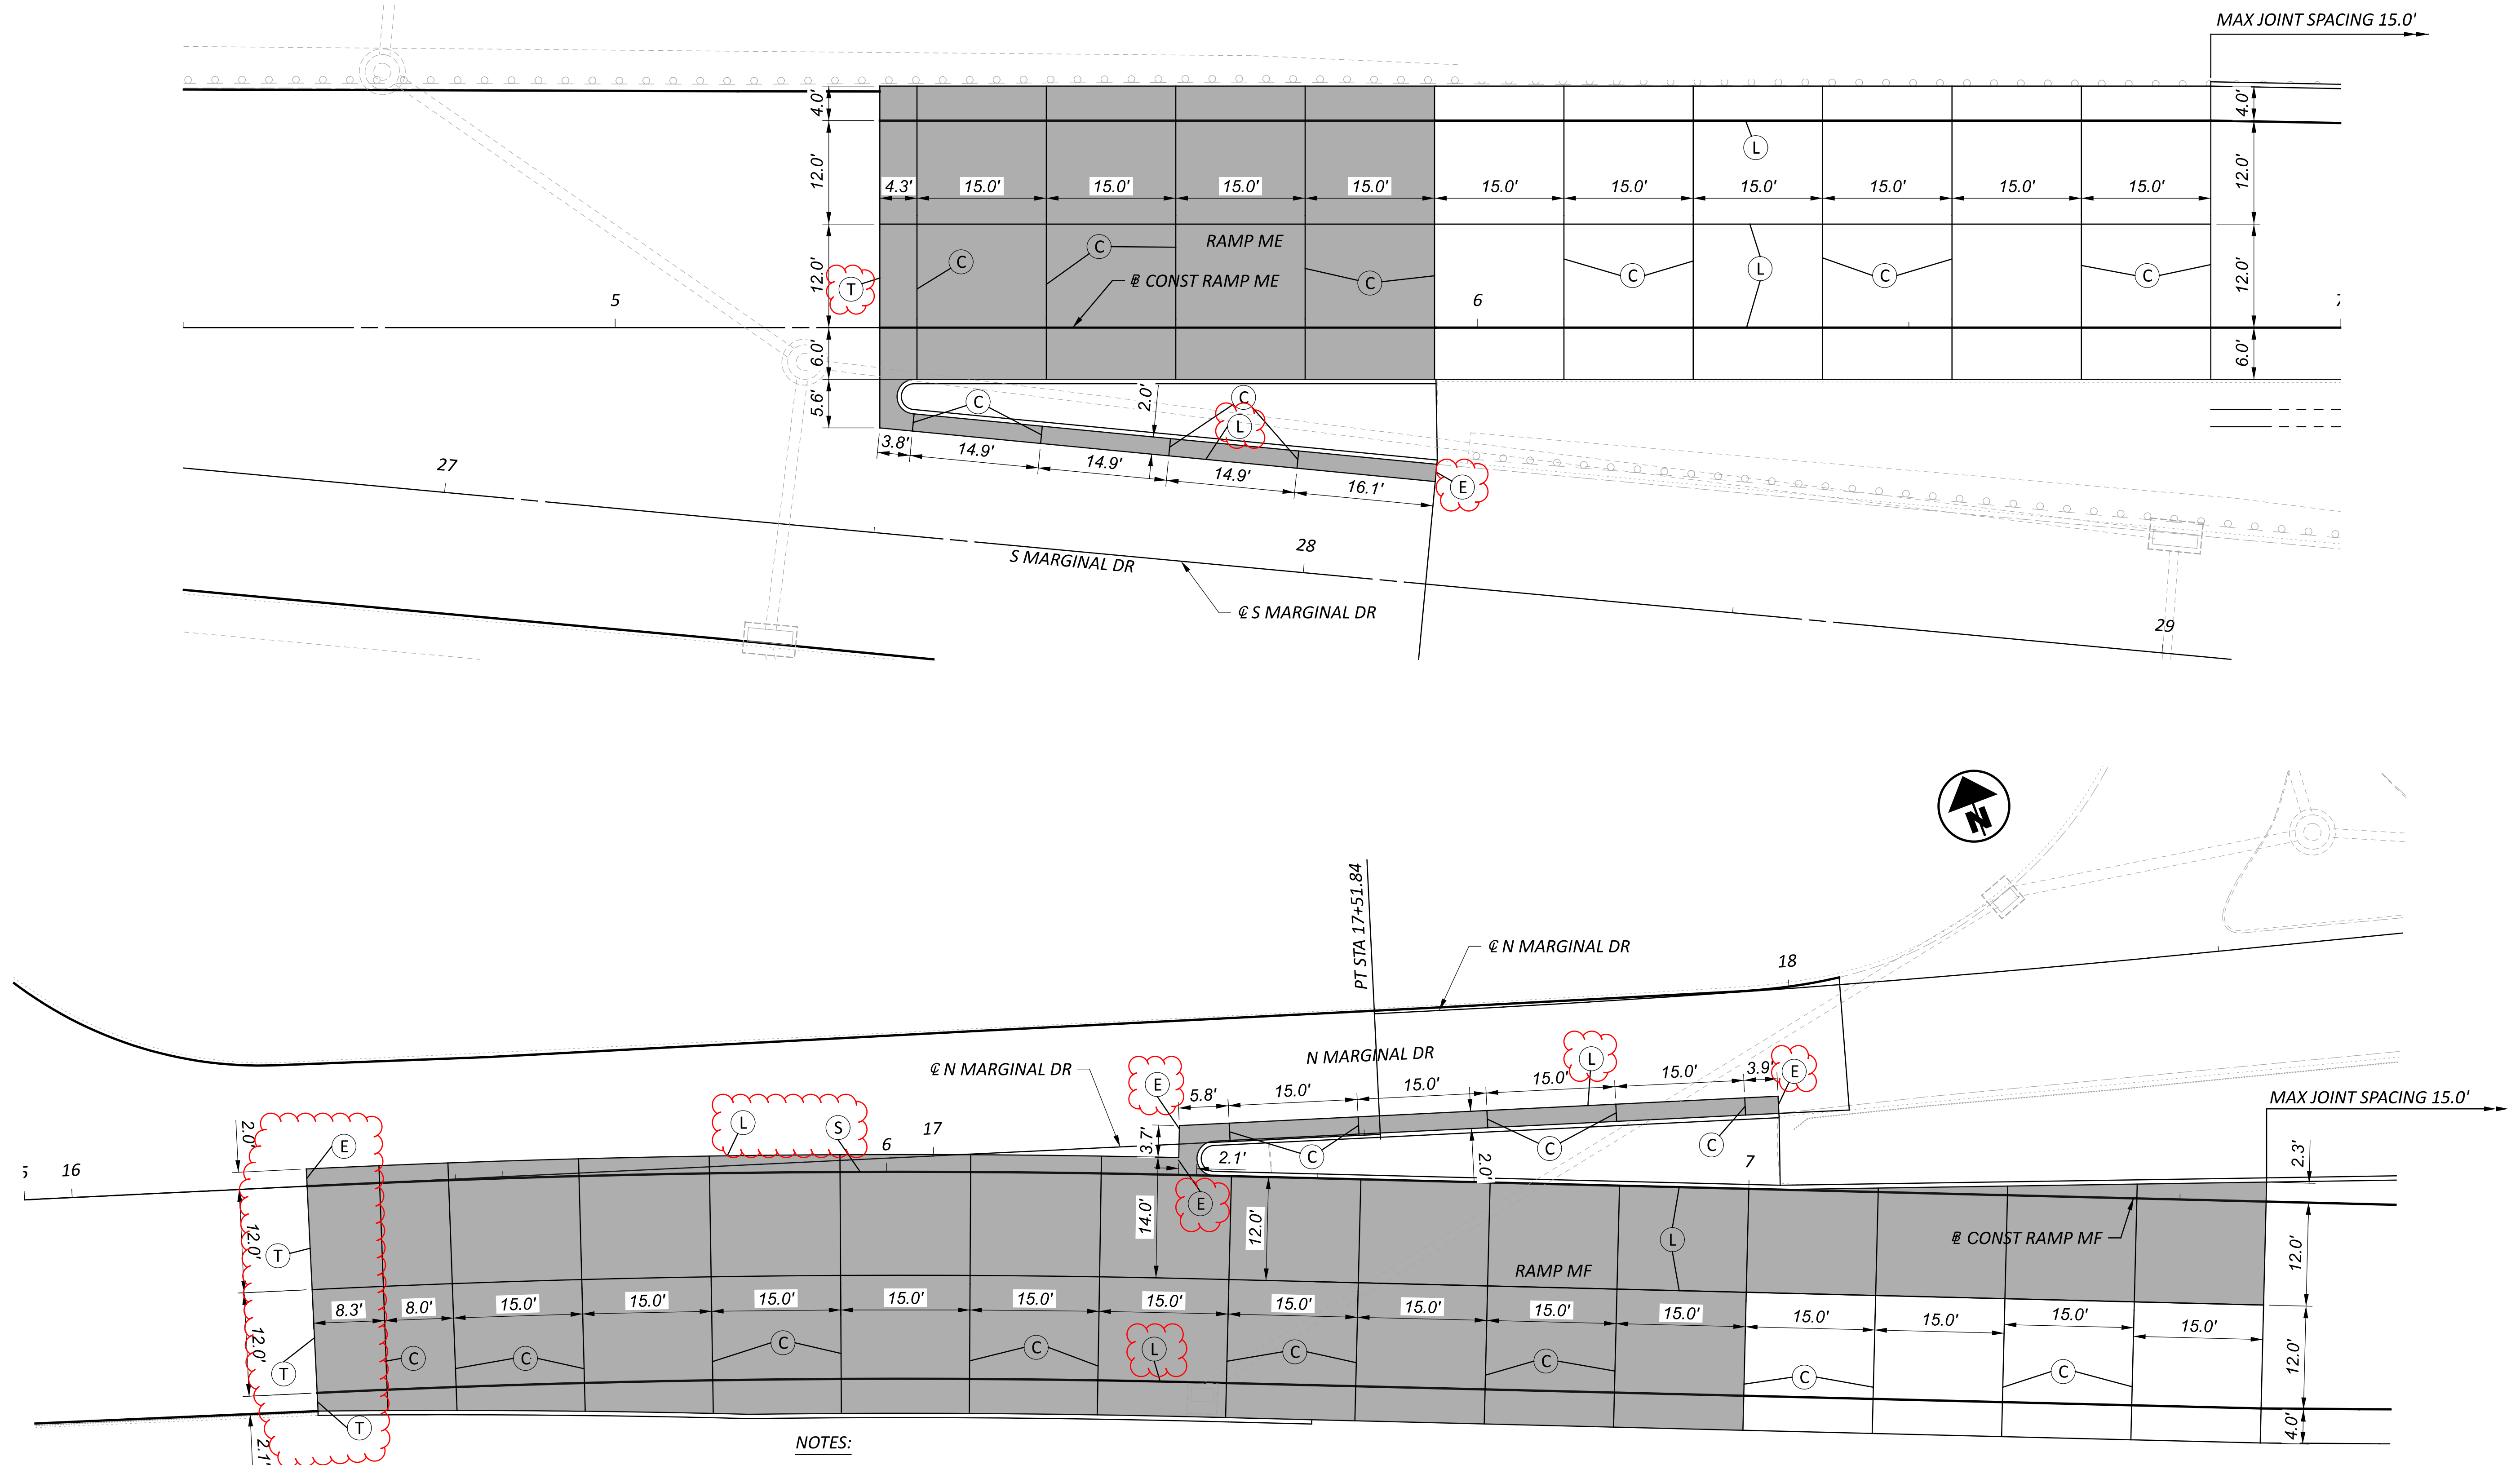 MAX JOINT SPACING 15.0'
4.0'
4.0'
12.0'
12.0'
4.3'
15.0'
15.0'
15.0'
15.0'
15.0'
15.0'
15.0'
15.0'
15.0'
15.0'
L
RAMP ME
C
C
℄ CONST RAMP ME
C
T
12.0'
C
L
C
C
12.0'
5
6
6.0'
6.0'
5.6'
C
2.0'
C
L
3.8'
14.9'
14.9'
14.9'
16.1'
E
27
28
S MARGINAL DR
℄ S MARGINAL DR
29
N
PT STA 17+51.84
℄ N MARGINAL DR
18
℄ N MARGINAL DR
N MARGINAL DR
E
L
E
5.8'
15.0'
15.0'
15.0'
15.0'
3.9'
MAX JOINT SPACING 15.0'
2.0'
E
L
S
6
17
3.7'
2.1'
C
2.0'
C
C
7
2.3'
16
T
12.0'
14.0'
E
12.0'
L
℄ CONST RAMP MF
12.0'
RAMP MF
8.3'
8.0'
15.0'
15.0'
15.0'
15.0'
15.0'
15.0'
15.0'
15.0'
15.0'
15.0'
15.0'
15.0'
15.0'
15.0'
12.0'
T
C
C
C
C
L
C
C
C
C
12.0'
T
2.1'
4.0'
NOTES: